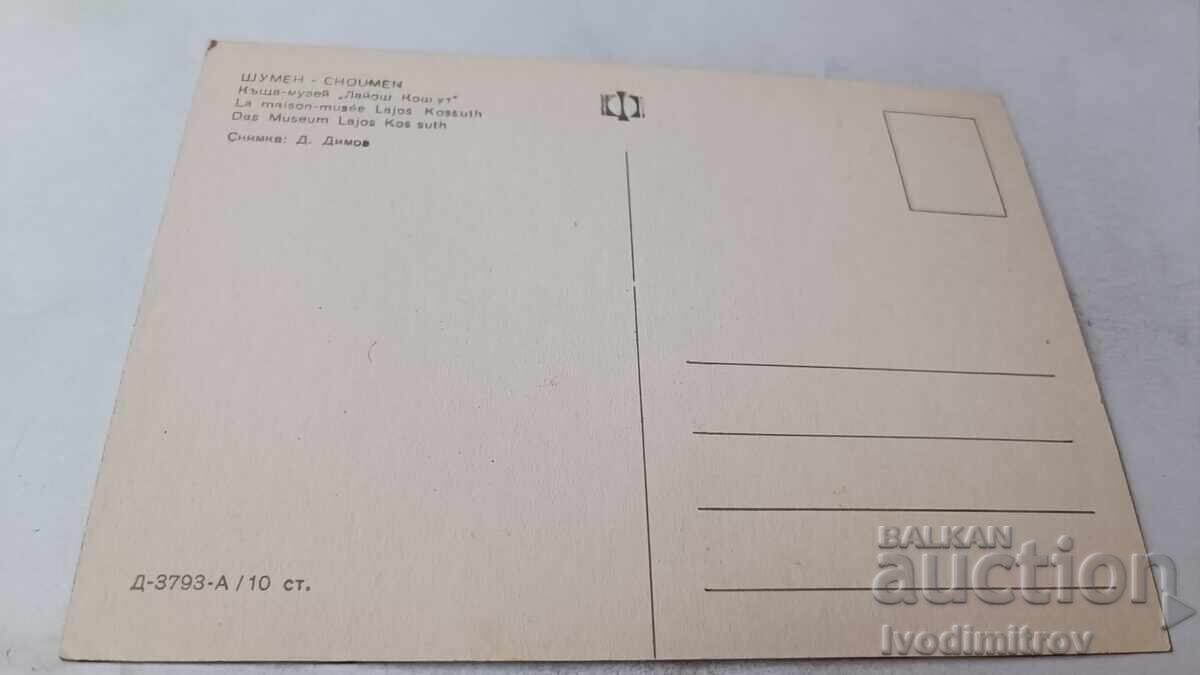 ШУМЕН - CHOUMEN
Къща-музей „Лайош Кошут"
La maison-musée Lajos Kossuth
Das Museum Lajos Kossuth
Снимка: Д. Димов
Д-3793-А/10 ст.
BALKAN
auction
Ivodimitrov